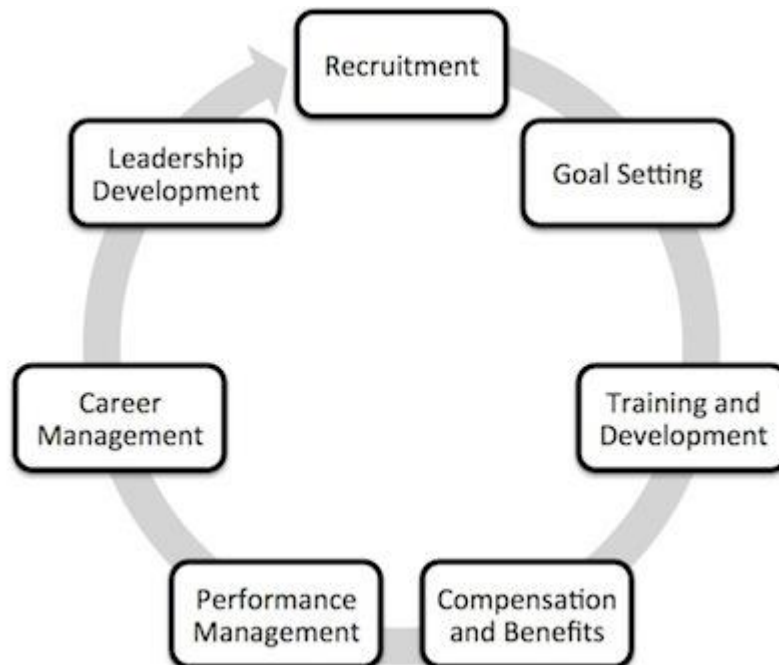 Recruitment
Goal Setting
Training and
Development
Compensation
and Benefits
Performance
Management
Career
Management
Leadership
Development